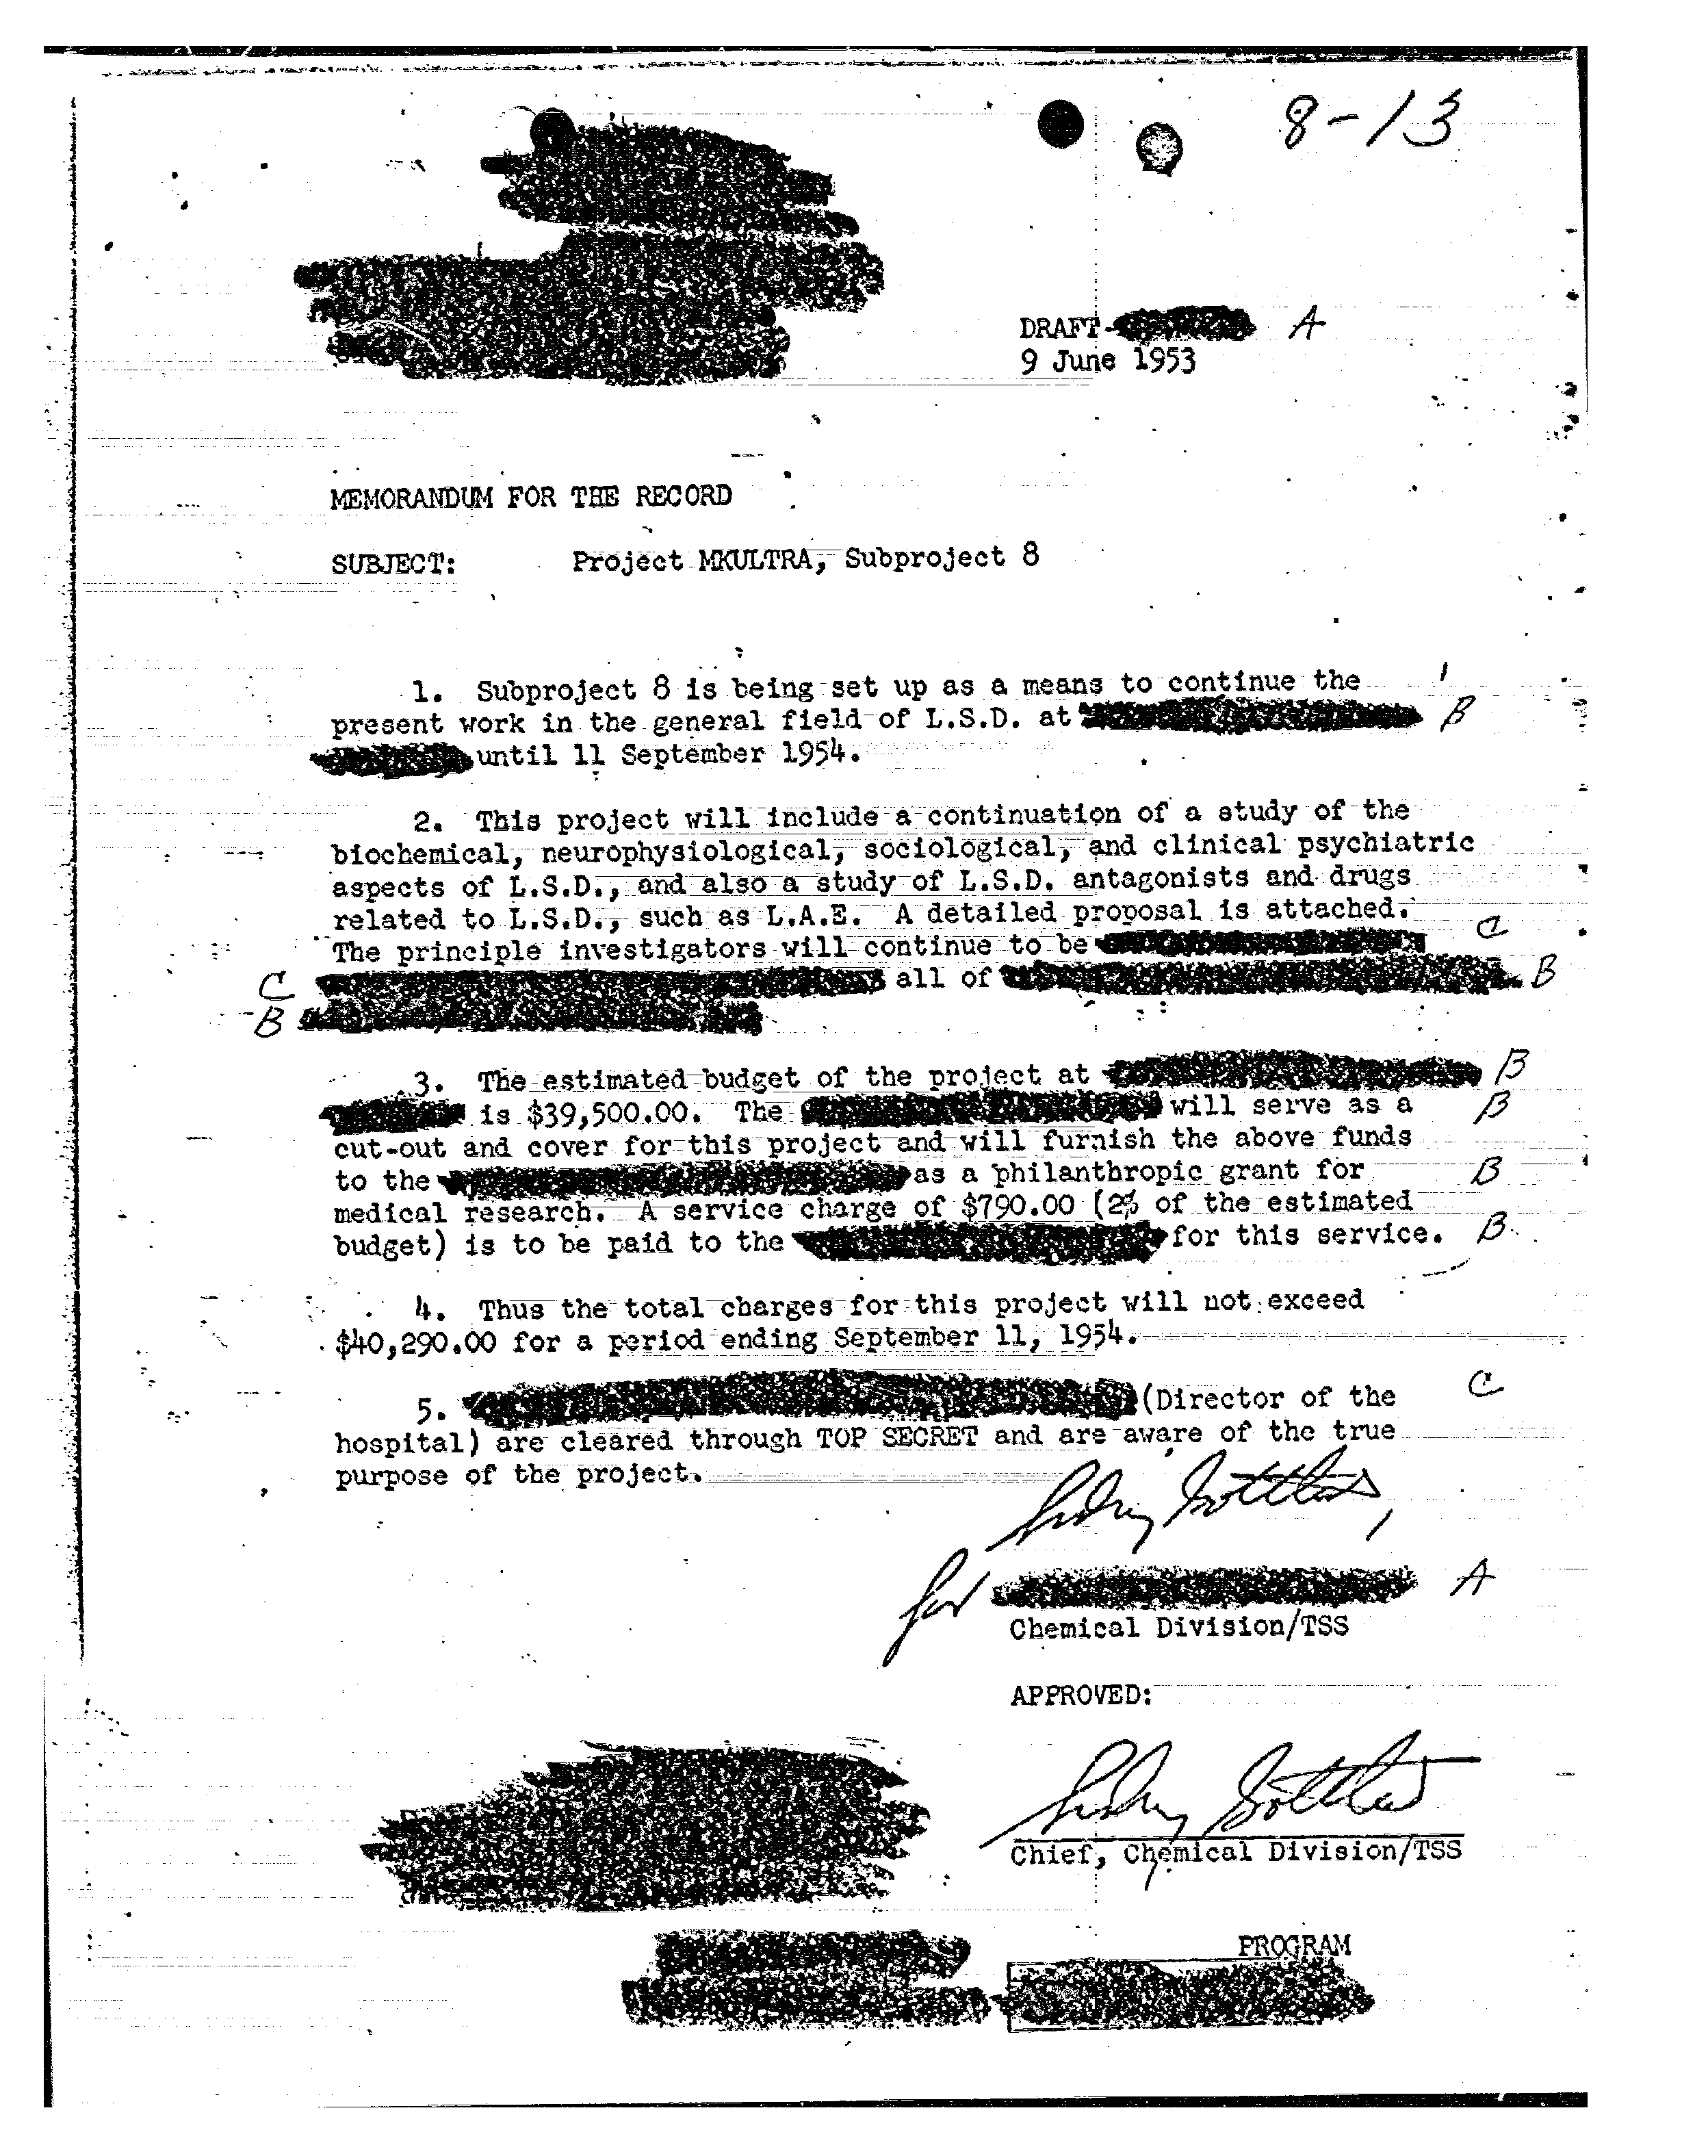 8-13
DRAFT- A
9 June 1953
MEMORANDUM FOR THE RECORD
SUBJECT: Project MKULTRA, Subproject 8
1. Subproject 8 is being set up as a means to continue the
present work in the general field of L.S.D. at B
until 11 September 1954.
2. This project will include a continuation of a study of the
biochemical, neurophysiological, sociological, and clinical psychiatric
aspects of L.S.D., and also a study of L.S.D. antagonists and drugs
related to L.S.D., such as L.A.E. A detailed proposal is attached.
The principle investigators will continue to be C
C all of B
B
3. The estimated budget of the project at B
is $39,500.00. The will serve as a B
cut-out and cover for this project and will furnish the above funds
to the as a philanthropic grant for B
medical research. A service charge of $790.00 (2% of the estimated
budget) is to be paid to the for this service. B
4. Thus the total charges for this project will not exceed
$40,290.00 for a period ending September 11, 1954.
5. (Director of the C
hospital) are cleared through TOP SECRET and are aware of the true
purpose of the project.
Sidney Gottlieb
for A
Chemical Division/TSS
APPROVED:
Sidney Gottlieb
Chief, Chemical Division/TSS
PROGRAM